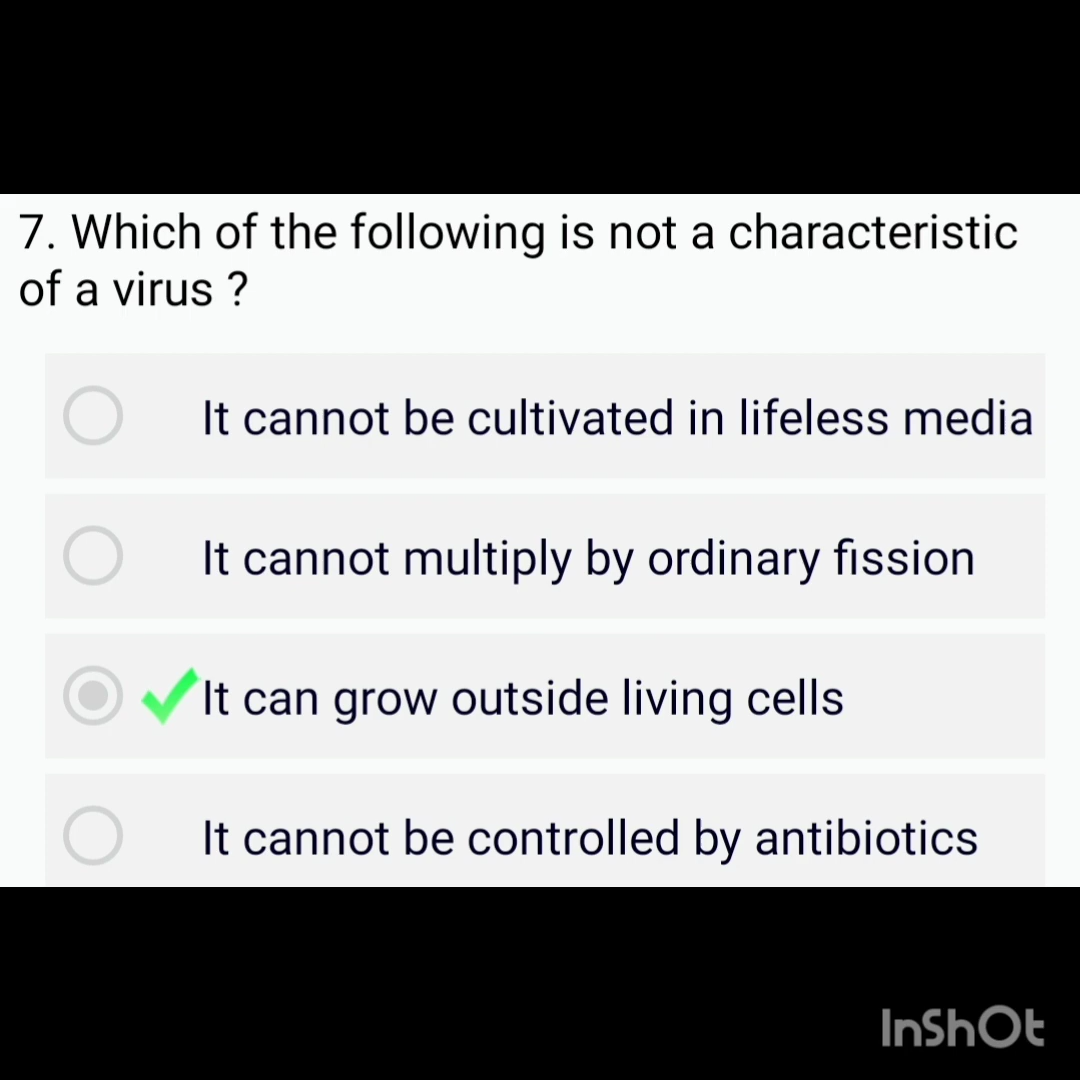 7. Which of the following is not a characteristic
of a virus ?
It cannot be cultivated in lifeless media
It cannot multiply by ordinary fission
It can grow outside living cells
It cannot be controlled by antibiotics
InShOt